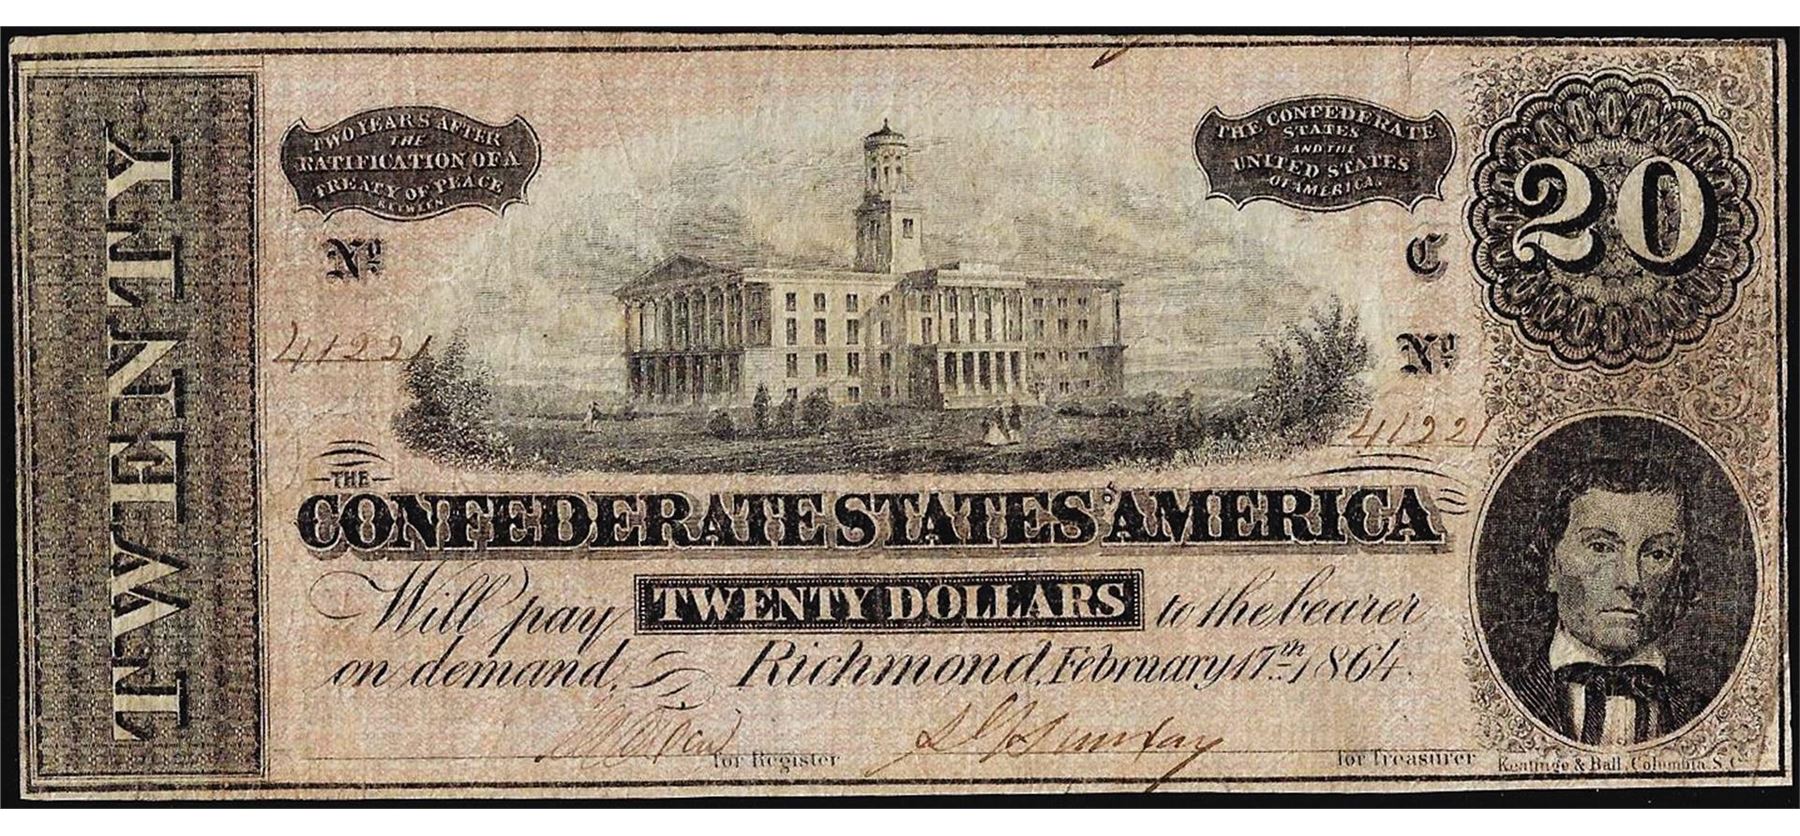 TWENTY
TWO YEARS AFTER
THE
RATIFICATION OF A
TREATY OF PEACE
BETWEEN
THE CONFEDERATE
STATES
AND THE
UNITED STATES
OF AMERICA.
20
Nº
C
41221
Nº
41221
THE
CONFEDERATE STATES OF AMERICA
Will pay TWENTY DOLLARS to the bearer
on demand, Richmond, February 17th 1864.
for Register
for Treasurer
Keatinge & Ball, Columbia S.C.